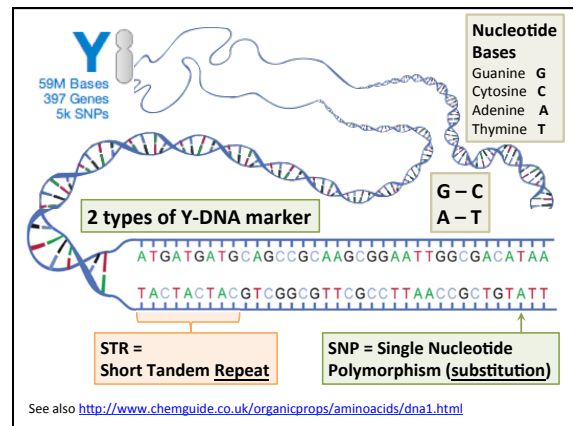 Y
59M Bases
397 Genes
5k SNPs
Nucleotide
Bases
Guanine G
Cytosine C
Adenine A
Thymine T
G – C
A – T
2 types of Y-DNA marker
ATGATGATGCAGCCGCAAGCGGAATTGGCGACATAA
TACTACTACGTCGGCGTTCGCCTTAACCGCTGTATT
STR =
Short Tandem Repeat
SNP = Single Nucleotide
Polymorphism (substitution)
See also http://www.chemguide.co.uk/organicprops/aminoacids/dna1.html